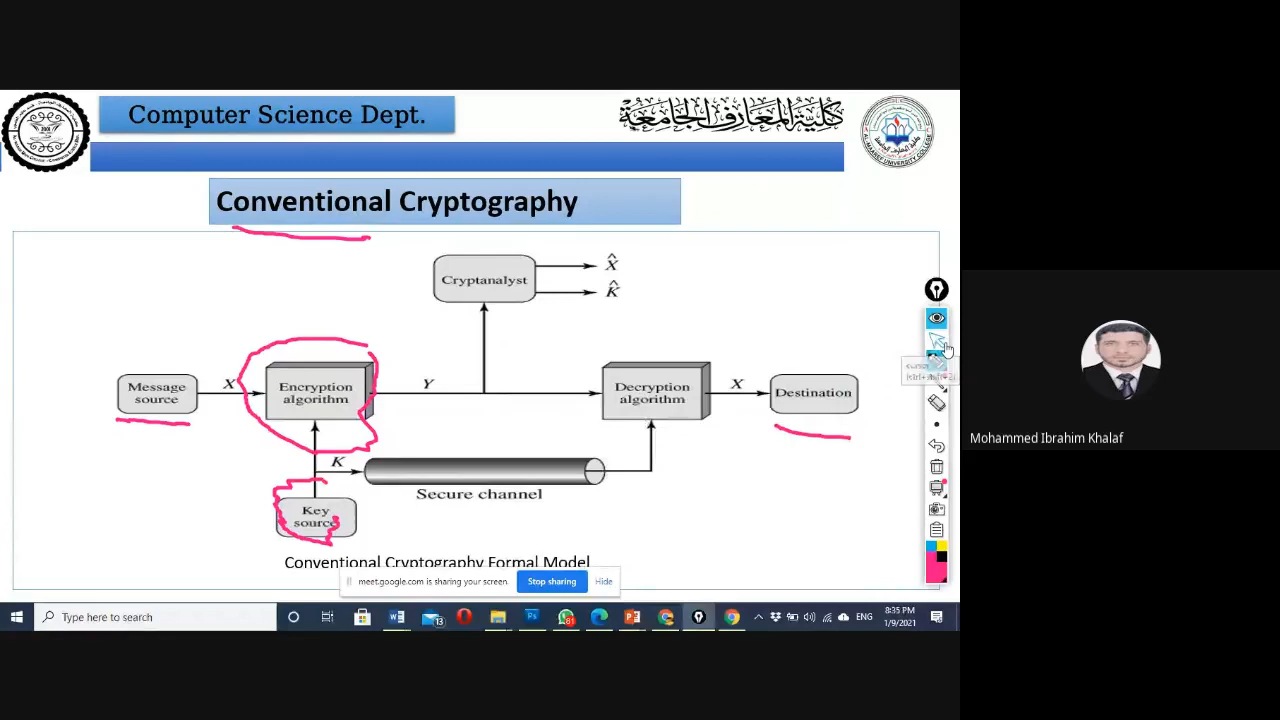 Computer Science Dept.
كلية المعارف الجامعة
Conventional Cryptography
Cryptanalyst
X̂
K̂
Message
source
X
Encryption
algorithm
Y
Decryption
algorithm
X
Destination
K
Secure channel
Key
source
Conventional Cryptography Formal Model
meet.google.com is sharing your screen.
Stop sharing
Hide
Mohammed Ibrahim Khalaf
Type here to search
13
81
ENG
8:35 PM
1/9/2021